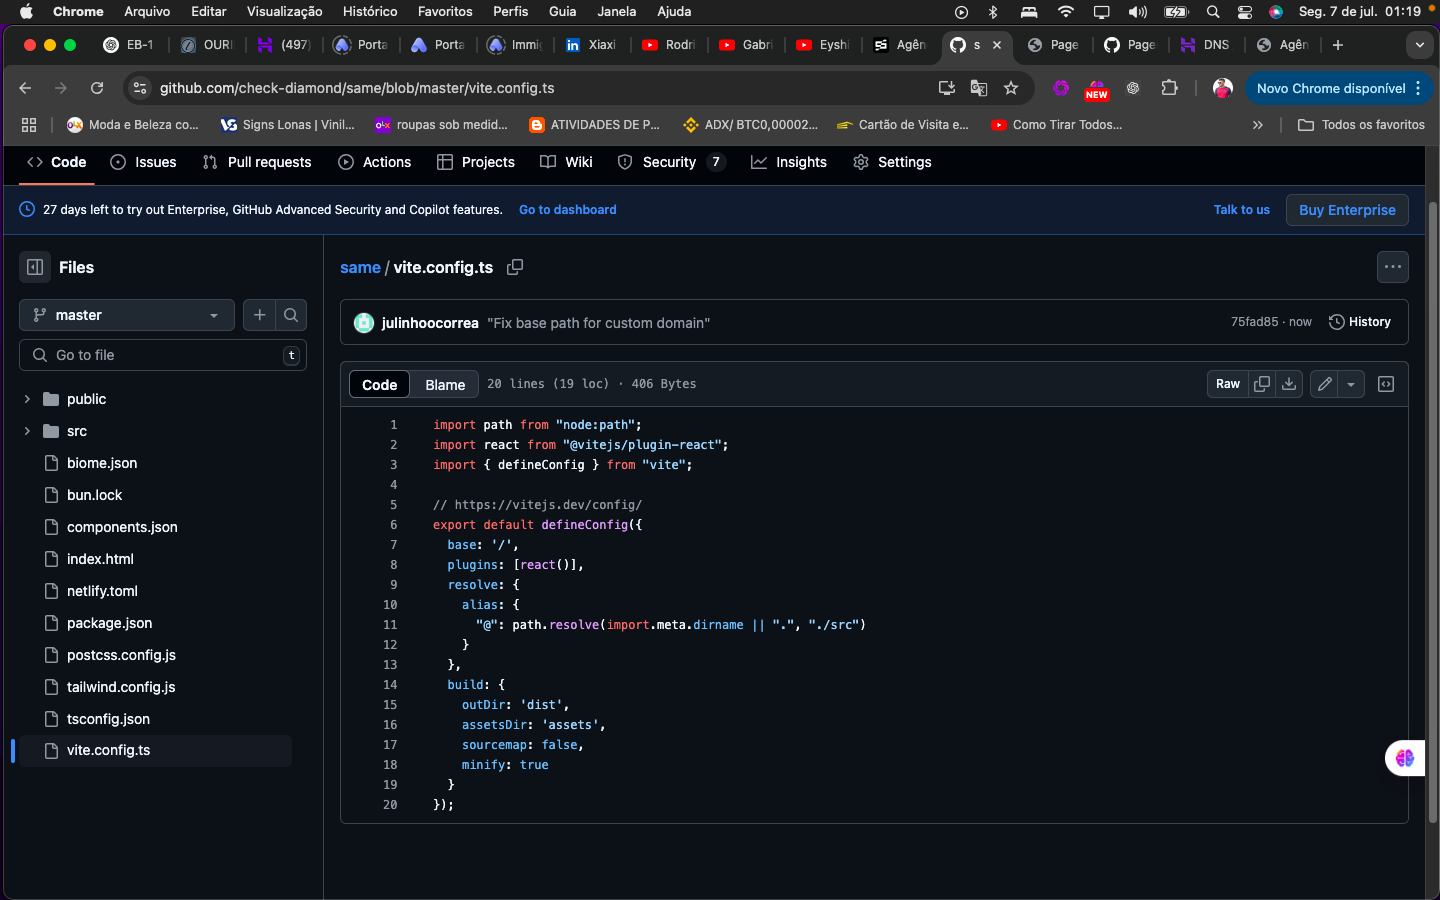 Chrome Arquivo Editar Visualização Histórico Favoritos Perfis Guia Janela Ajuda Seg. 7 de jul. 01:19
EB-1 OURI (497) Porta Porta Immig Xiaxi Rodri Gabri Eyshi Agên s Page Page DNS Agên
github.com/check-diamond/same/blob/master/vite.config.ts NEW Novo Chrome disponível
Moda e Beleza co... Signs Lonas | Vinil... roupas sob medid... ATIVIDADES DE P... ADX/ BTC0,00002... Cartão de Visita e... Como Tirar Todos... Todos os favoritos
Code Issues Pull requests Actions Projects Wiki Security 7 Insights Settings
27 days left to try out Enterprise, GitHub Advanced Security and Copilot features. Go to dashboard Talk to us Buy Enterprise
Files
same / vite.config.ts
master
julinhoocorrea "Fix base path for custom domain" 75fad85 · now History
Go to file t
Code Blame 20 lines (19 loc) · 406 Bytes Raw
public
src
biome.json
bun.lock
components.json
index.html
netlify.toml
package.json
postcss.config.js
tailwind.config.js
tsconfig.json
vite.config.ts
1 import path from "node:path";
2 import react from "@vitejs/plugin-react";
3 import { defineConfig } from "vite";
4
5 // https://vitejs.dev/config/
6 export default defineConfig({
7 base: '/',
8 plugins: [react()],
9 resolve: {
10 alias: {
11 "@": path.resolve(import.meta.dirname || ".", "./src")
12 }
13 },
14 build: {
15 outDir: 'dist',
16 assetsDir: 'assets',
17 sourcemap: false,
18 minify: true
19 }
20 });